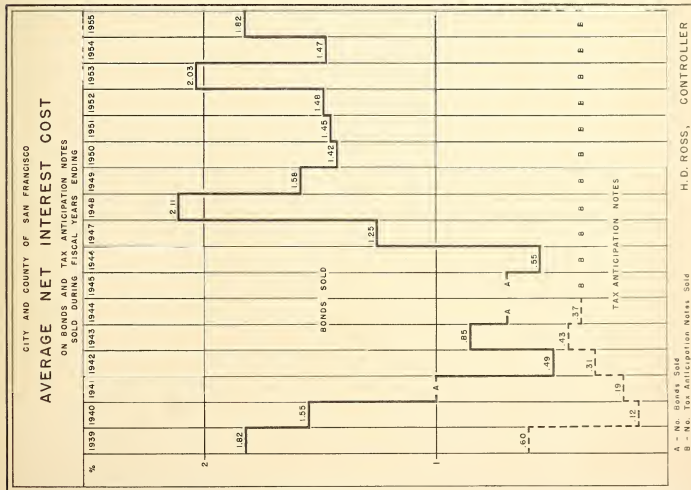 CITY AND COUNTY OF SAN FRANCISCO
AVERAGE NET INTEREST COST
ON BONDS AND TAX ANTICIPATION NOTES
SOLD DURING FISCAL YEARS ENDING
% 1939 1940 1941 1942 1943 1944 1945 1946 1947 1948 1949 1950 1951 1952 1953 1954 1955
2
1
1.82 1.55 A .49 .85 A A .55 1.25 2.11 1.58 1.42 1.45 1.48 2.03 1.47 1.82
BONDS SOLD
.60 .12 .19 .31 .43 .37 B B B B B B B B B B B
TAX ANTICIPATION NOTES
A - No Bonds Sold
B - No Tax Anticipation Notes Sold
H.D. ROSS, CONTROLLER